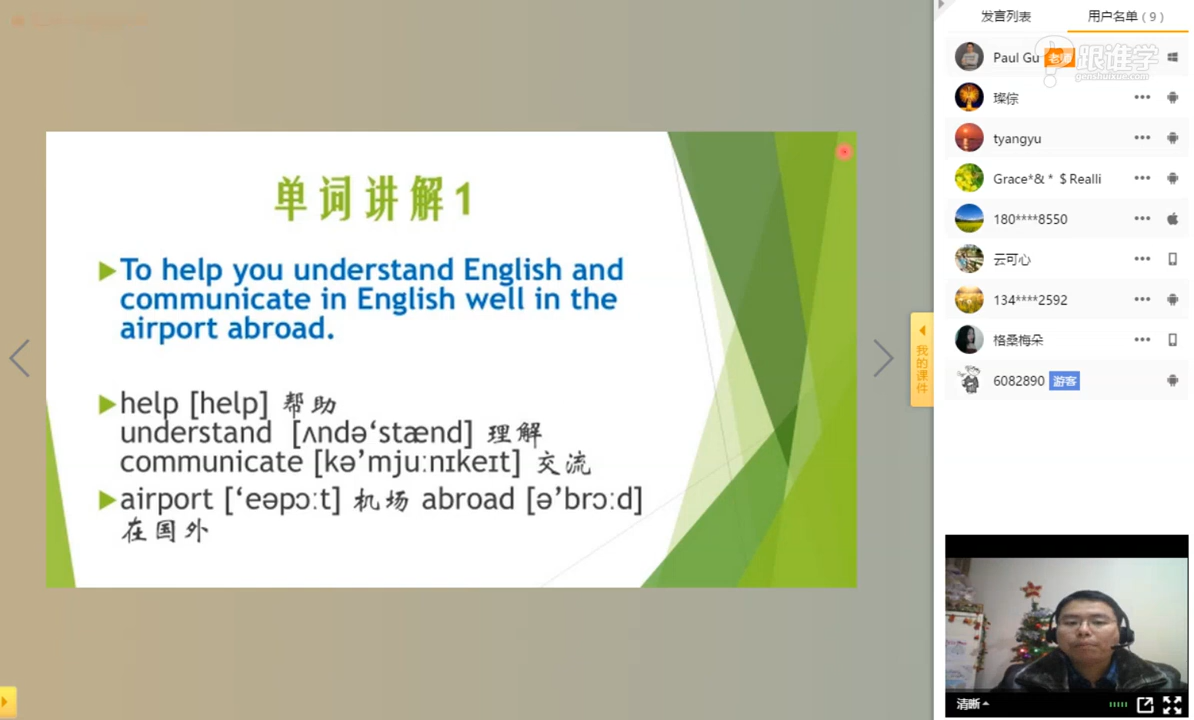 发言列表
用户名单 ( 9 )
Paul Gu 老师
跟谁学
genshuixue.com
璨倧
tyangyu
Grace*& * $ Realli
180****8550
云可心
134****2592
格桑梅朵
6082890 游客
我的课件
单词讲解1
To help you understand English and
communicate in English well in the
airport abroad.
help [help] 帮助
understand [ʌndə‘stænd] 理解
communicate [kə’mjuːnɪkeɪt] 交流
airport [‘eəpɔːt] 机场 abroad [ə’brɔːd]
在国外
清晰